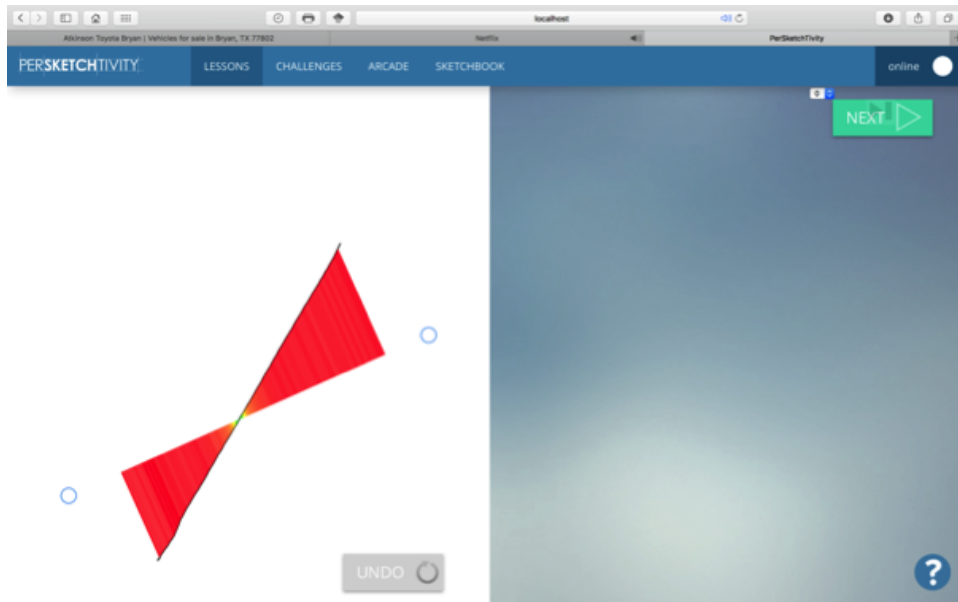 localhost
Atkinson Toyota Bryan | Vehicles for sale in Bryan, TX 77802
Netflix
PerSketchTivity
PERSKETCHTIVITY
LESSONS
CHALLENGES
ARCADE
SKETCHBOOK
online
NEXT
UNDO
?